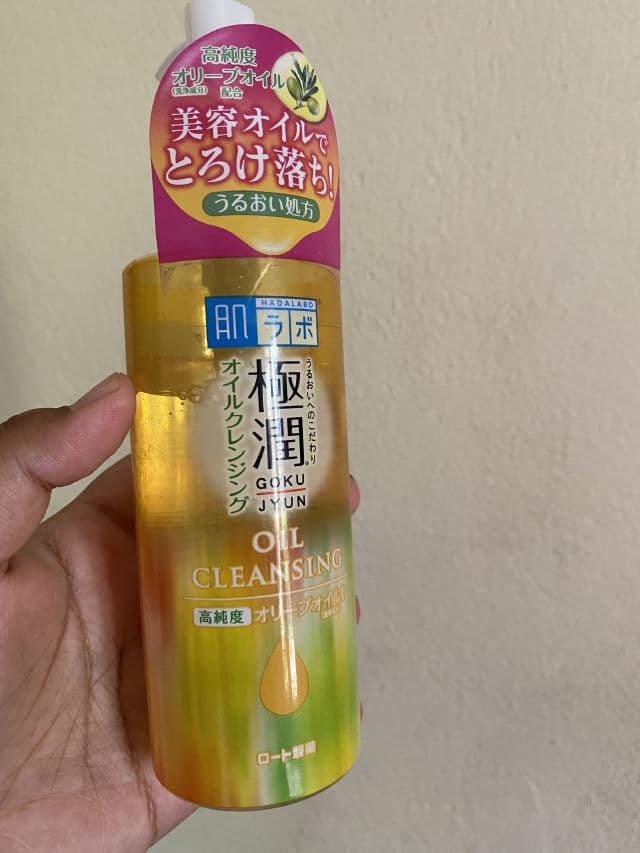 高純度
オリーブオイル
(洗浄成分) 配合
美容オイルで
とろけ落ち!
うるおい処方
HADALABO
肌ラボ
うるおいへのこだわり
極潤®
オイルクレンジング
GOKU
JYUN
OIL
CLEANSING
高純度 オリーブオイル
ロート製薬